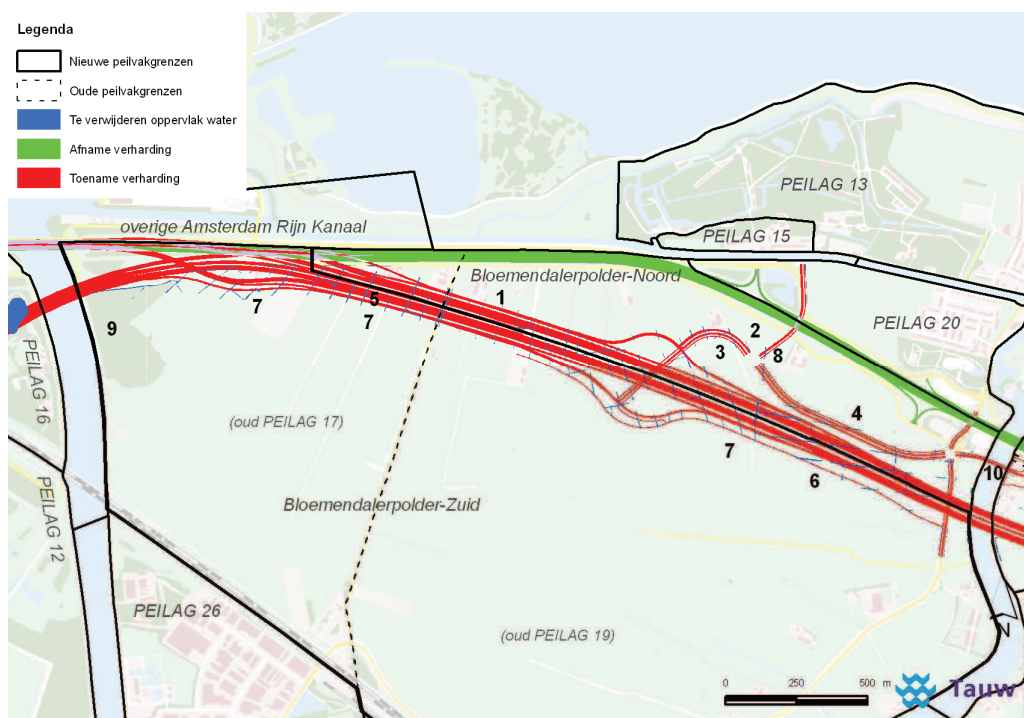 Legenda
Nieuwe peilvakgrenzen
Oude peilvakgrenzen
Te verwijderen oppervlak water
Afname verharding
Toename verharding
PEILAG 13
overige Amsterdam Rijn Kanaal
PEILAG 15
Bloemendalerpolder-Noord
5
1
7
7
9
2
3
8
PEILAG 20
PEILAG 16
(oud PEILAG 17)
4
7
6
10
PEILAG 12
Bloemendalerpolder-Zuid
PEILAG 26
(oud PEILAG 19)
N
0 250 500 m
Tauw